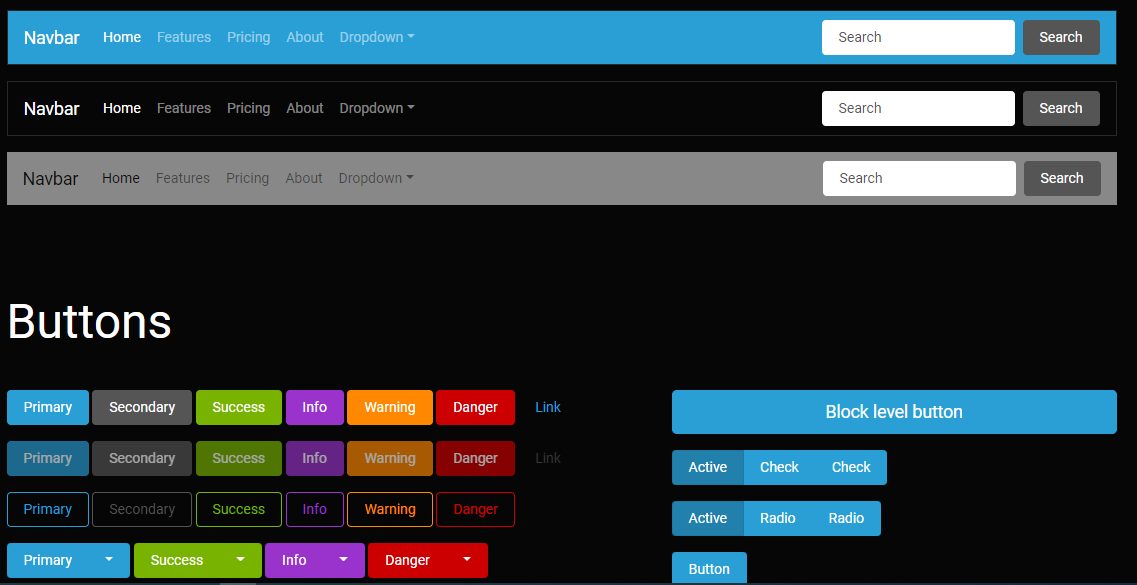 Navbar Home Features Pricing About Dropdown Search Search
Navbar Home Features Pricing About Dropdown Search Search
Navbar Home Features Pricing About Dropdown Search Search
Buttons
Primary Secondary Success Info Warning Danger Link Block level button
Primary Secondary Success Info Warning Danger Link Active Check Check
Primary Secondary Success Info Warning Danger Active Radio Radio
Primary Success Info Danger Button